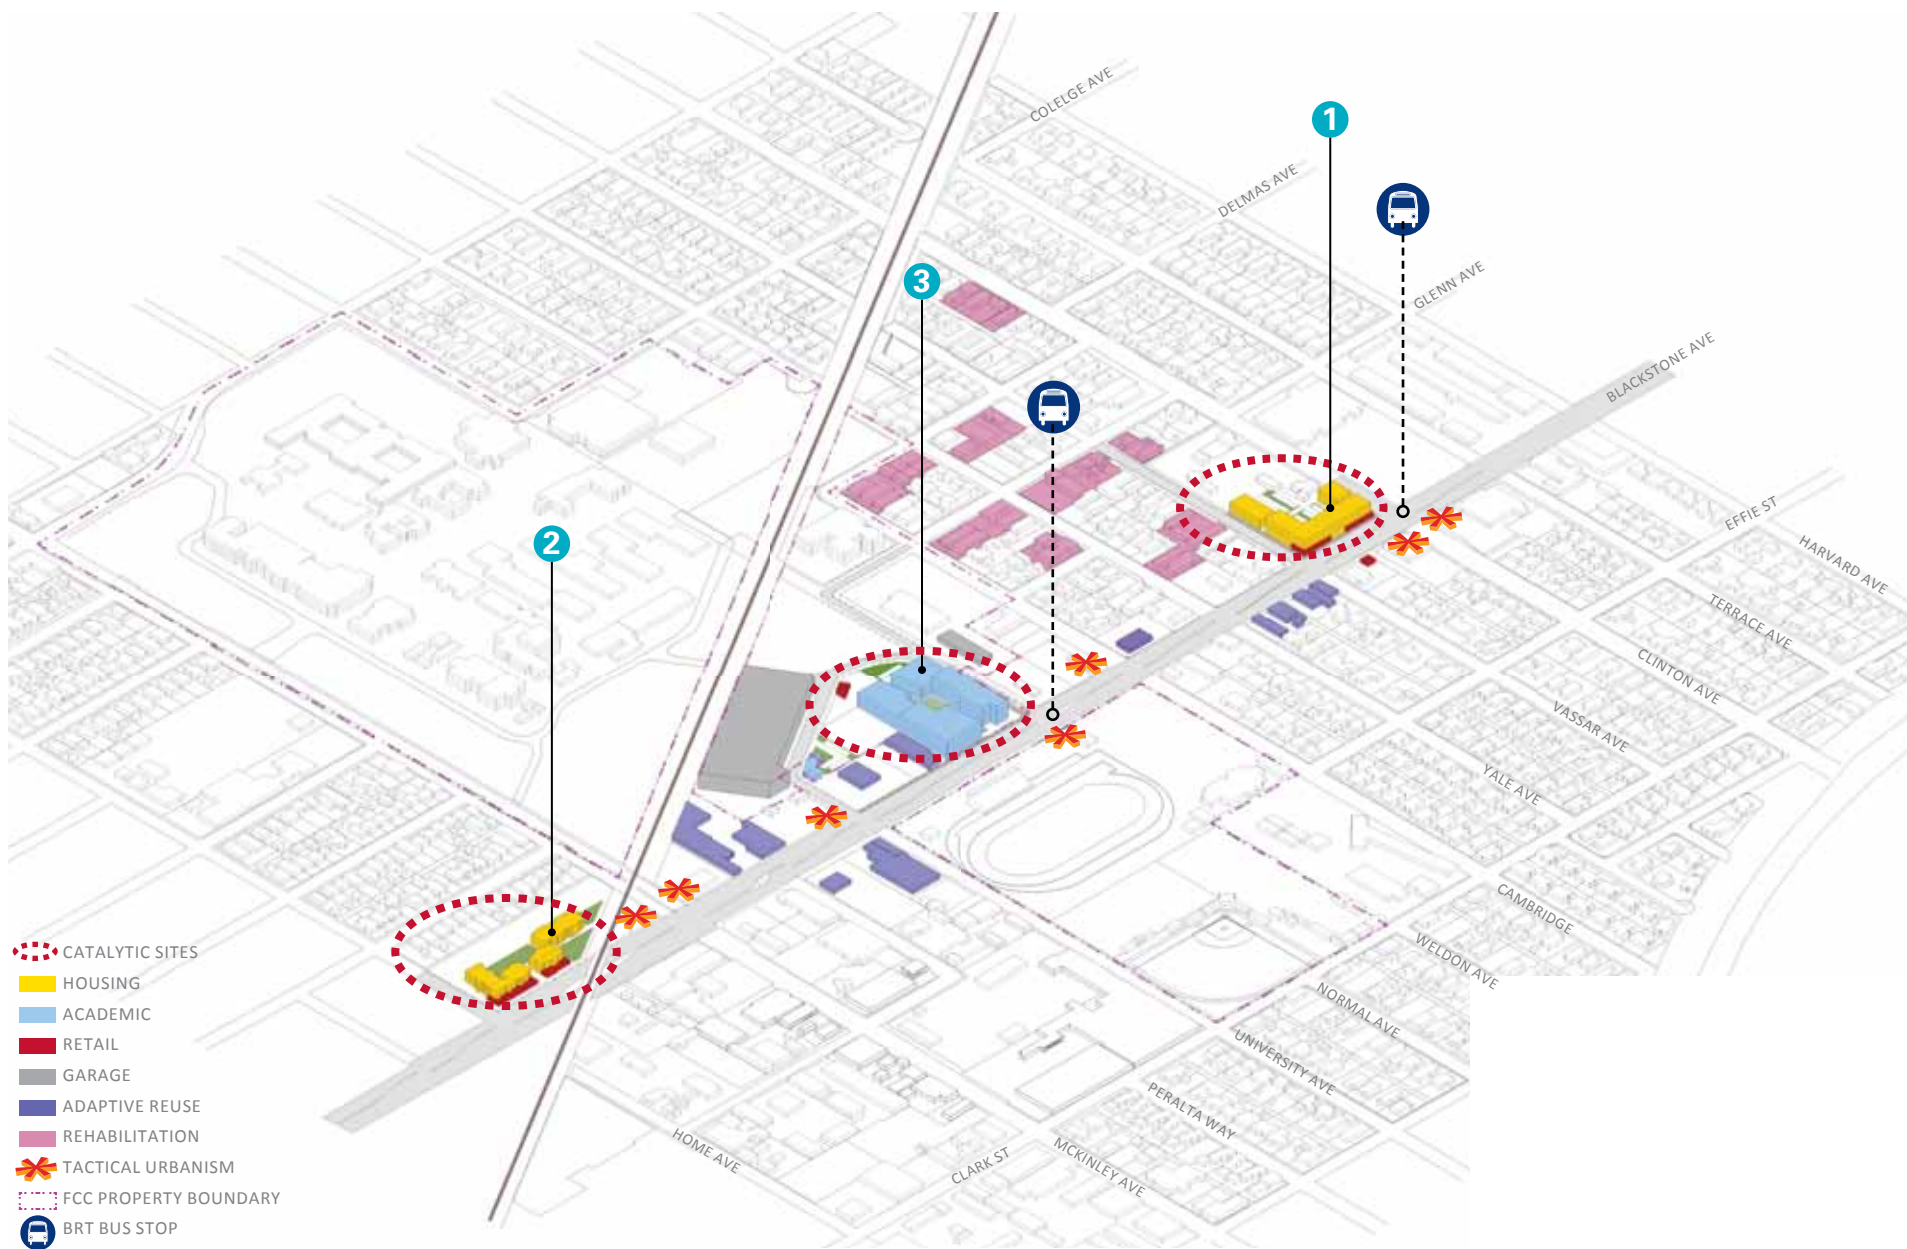 COLELGE AVE
1
DELMAS AVE
GLENN AVE
3
BLACKSTONE AVE
2
EFFIE ST
HARVARD AVE
TERRACE AVE
CLINTON AVE
VASSAR AVE
YALE AVE
CAMBRIDGE
WELDON AVE
NORMAL AVE
UNIVERSITY AVE
PERALTA WAY
MCKINLEY AVE
CLARK ST
HOME AVE
CATALYTIC SITES
HOUSING
ACADEMIC
RETAIL
GARAGE
ADAPTIVE REUSE
REHABILITATION
TACTICAL URBANISM
FCC PROPERTY BOUNDARY
BRT BUS STOP